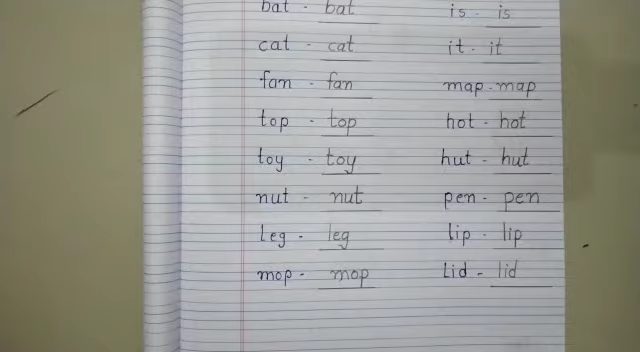 bat - bat is - is
cat - cat it - it
fan - fan map - map
top - top hot - hot
toy - toy hut - hut
nut - nut pen - pen
leg - leg lip - lip
mop - mop lid - lid